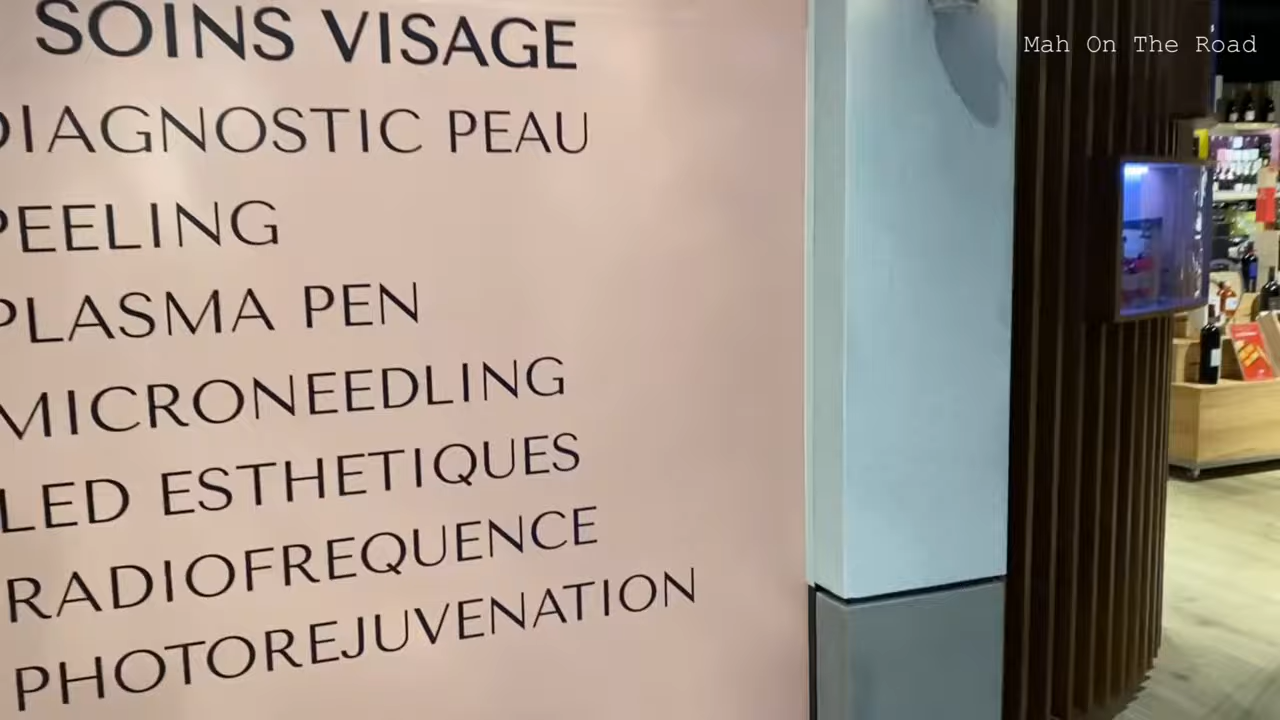 SOINS VISAGE
DIAGNOSTIC PEAU
PEELING
PLASMA PEN
MICRONEEDLING
LED ESTHETIQUES
RADIOFREQUENCE
PHOTOREJUVENATION
Mah On The Road